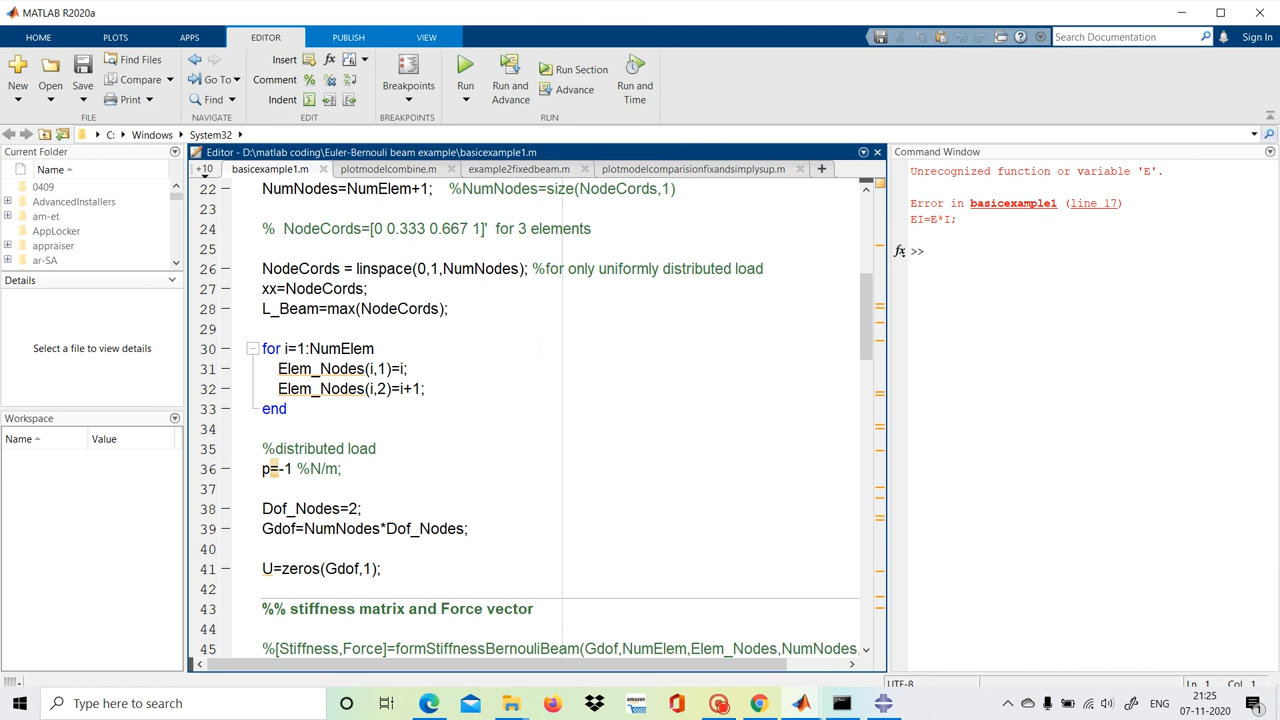 MATLAB R2020a
HOME PLOTS APPS EDITOR PUBLISH VIEW Search Documentation Sign In
New Open Save Find Files Compare Print Go To Find Insert Comment Indent fx Breakpoints Run Run and Advance Run Section Advance Run and Time
FILE NAVIGATE EDIT BREAKPOINTS RUN
C: Windows System32
Current Folder
Name
0409
AdvancedInstallers
am-et
AppLocker
appraiser
ar-SA
Details
Select a file to view details
Workspace
Name Value
Editor - D:\matlab coding\Euler-Bernouli beam example\basicexample1.m
+10 basicexample1.m plotmodelcombine.m example2fixedbeam.m plotmodelcomparisionfixandsimplysup.m
22 NumNodes=NumElem+1; %NumNodes=size(NodeCords,1)
23
24 % NodeCords=[0 0.333 0.667 1]' for 3 elements
25
26 NodeCords = linspace(0,1,NumNodes); %for only uniformly distributed load
27 xx=NodeCords;
28 L_Beam=max(NodeCords);
29
30 for i=1:NumElem
31 Elem_Nodes(i,1)=i;
32 Elem_Nodes(i,2)=i+1;
33 end
34
35 %distributed load
36 p=-1 %N/m;
37
38 Dof_Nodes=2;
39 Gdof=NumNodes*Dof_Nodes;
40
41 U=zeros(Gdof,1);
42
43 %% stiffness matrix and Force vector
44
45 %[Stiffness,Force]=formStiffnessBernouliBeam(Gdof,NumElem,Elem_Nodes,NumNodes,
Command Window
Unrecognized function or variable 'E'.
Error in basicexample1 (line 17)
EI=E*I;
fx >>
UTF-8 Ln 1 Col 1
Type here to search
amazon
ENG
21:25
07-11-2020
1